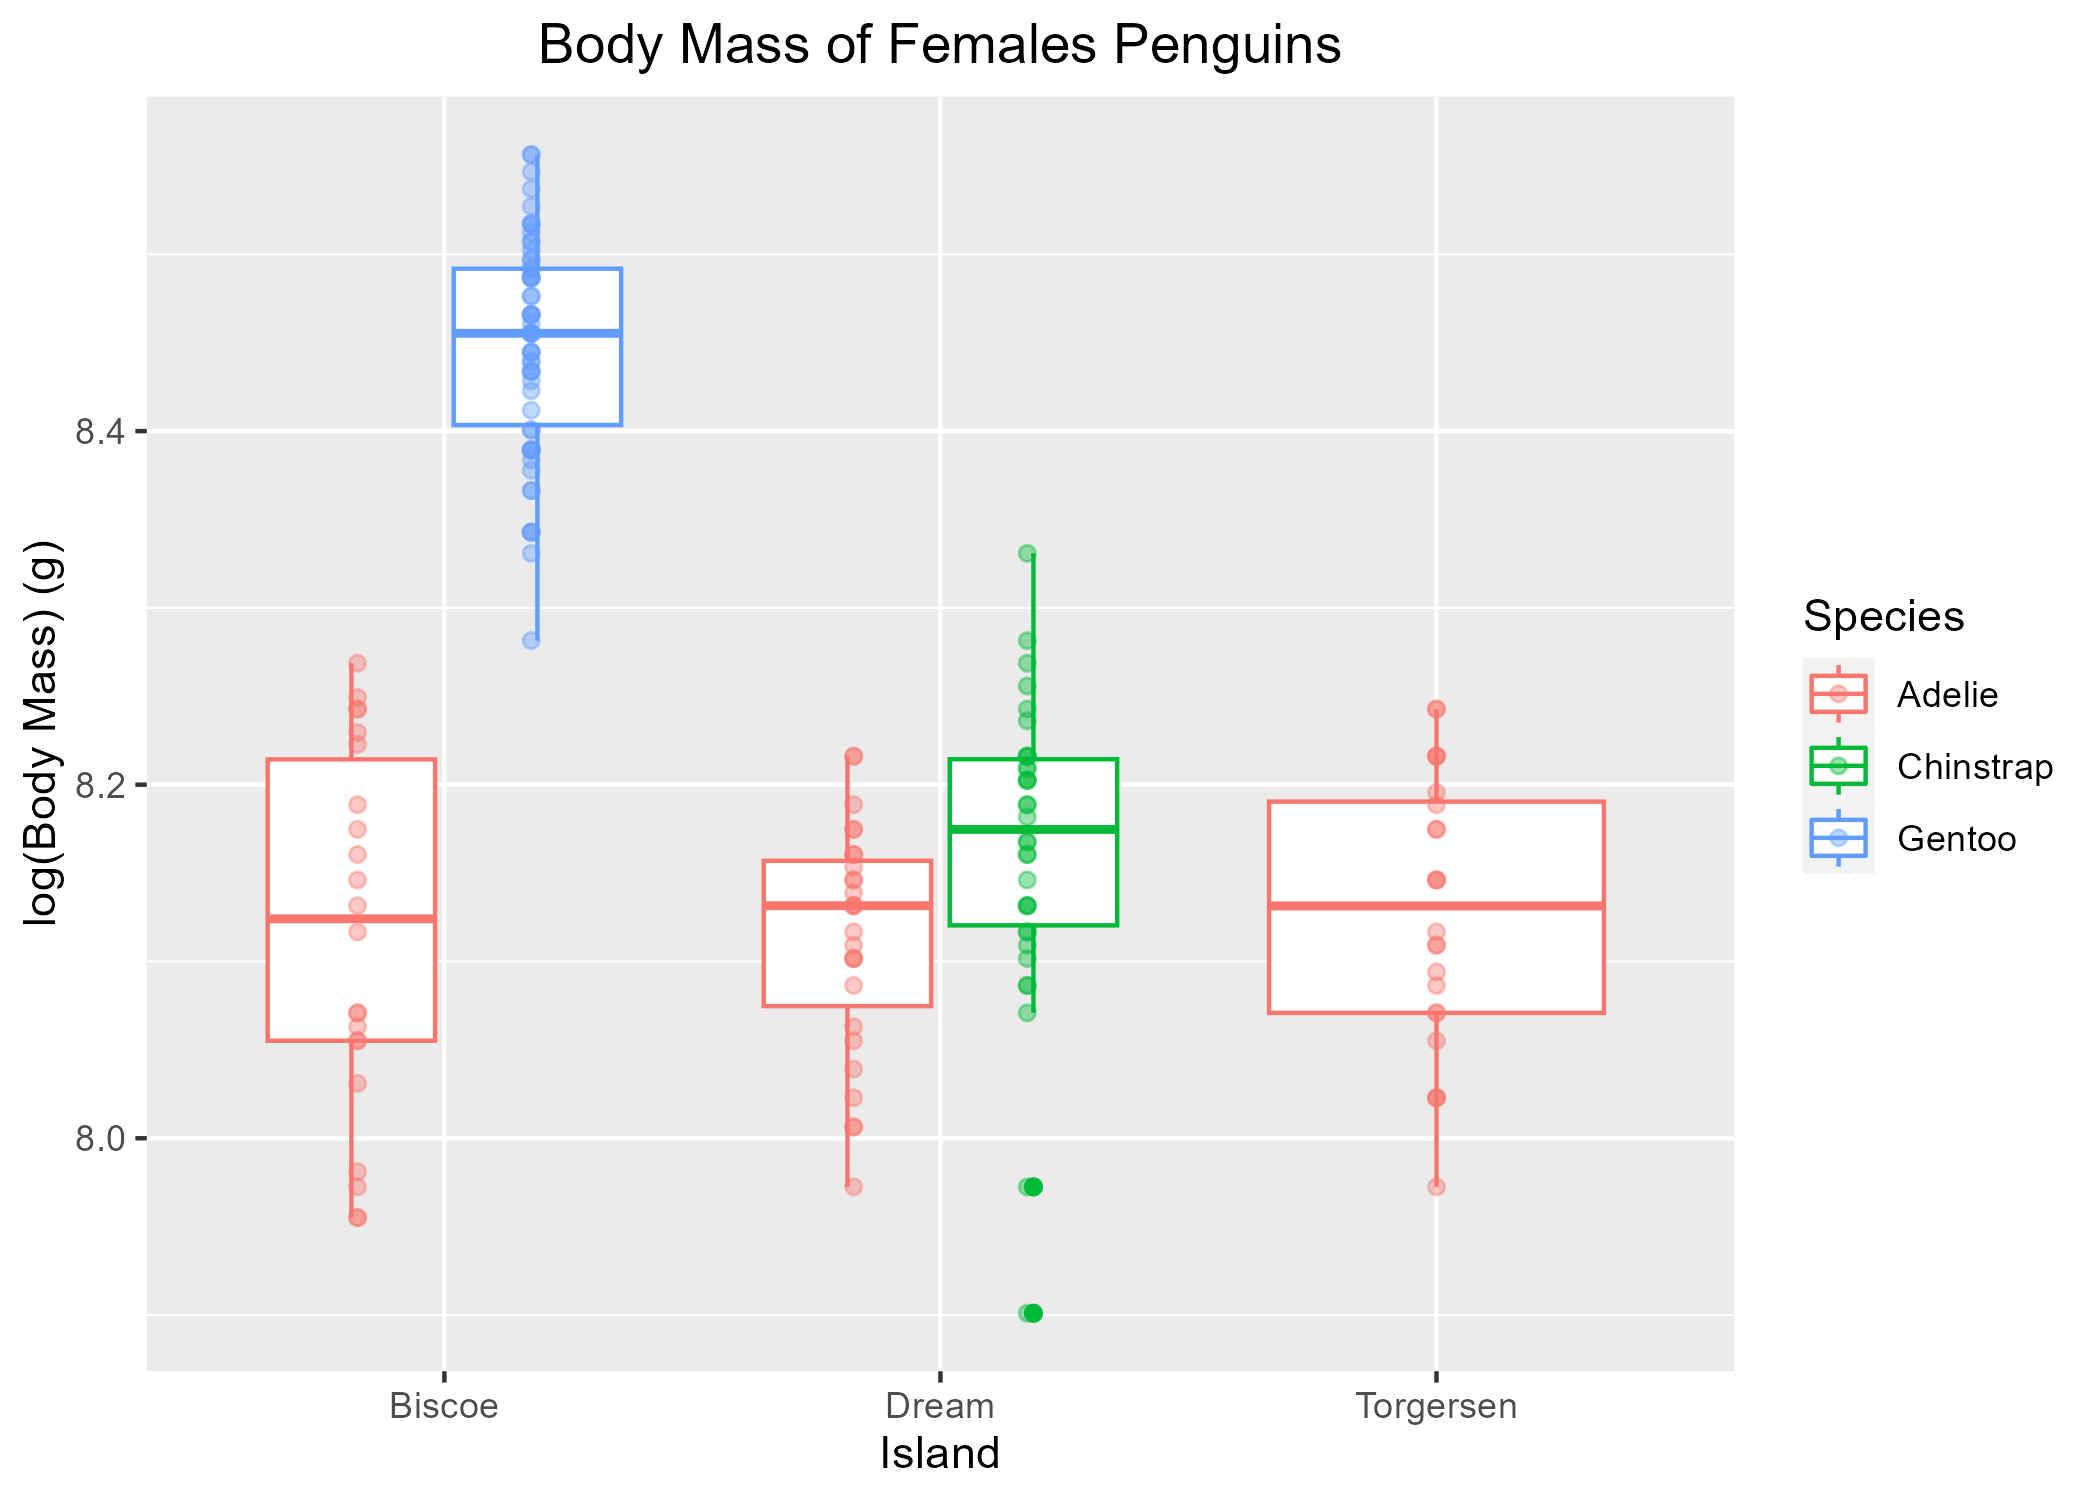 Body Mass of Females Penguins
log(Body Mass) (g)
8.4
8.2
8.0
Biscoe
Dream
Torgersen
Island
Species
Adelie
Chinstrap
Gentoo